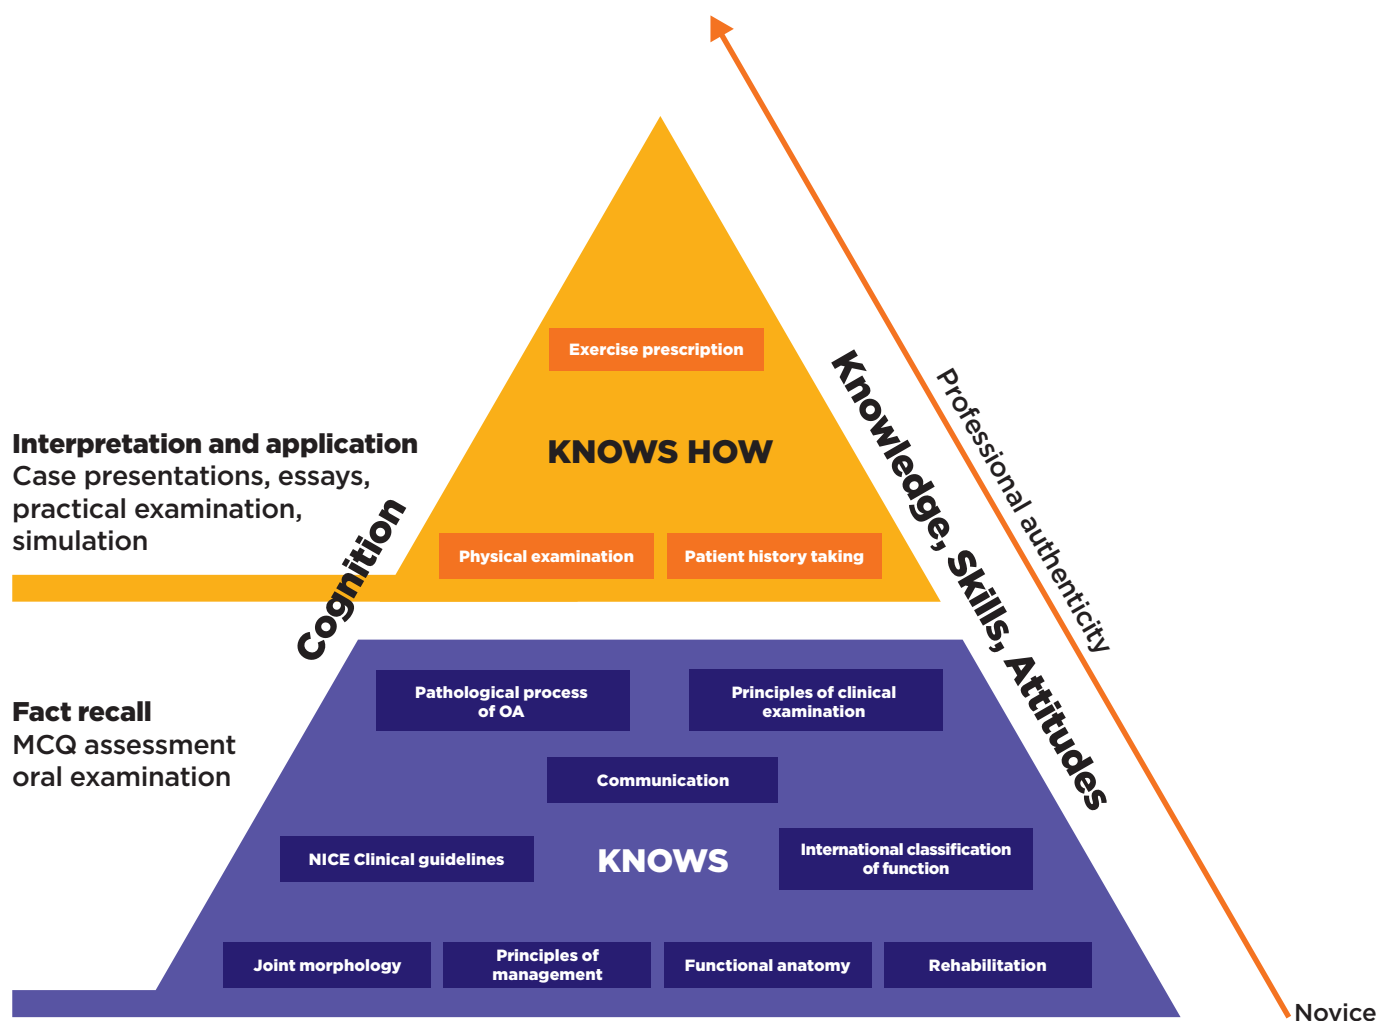 Exercise prescription
KNOWS HOW
Physical examination
Patient history taking
Interpretation and application
Case presentations, essays,
practical examination,
simulation
Cognition
Knowledge, Skills, Attitudes
Professional authenticity
Fact recall
MCQ assessment
oral examination
Pathological process
of OA
Principles of clinical
examination
Communication
NICE Clinical guidelines
KNOWS
International classification
of function
Joint morphology
Principles of
management
Functional anatomy
Rehabilitation
Novice